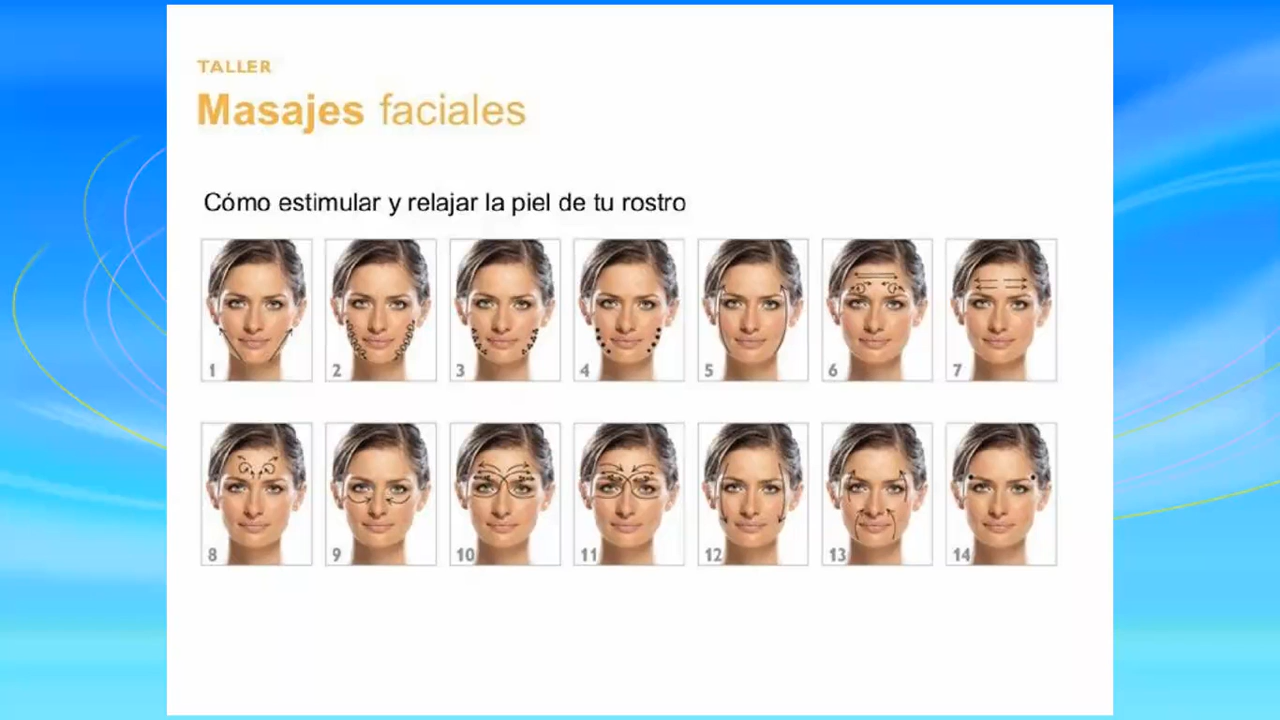 TALLER
Masajes faciales
Cómo estimular y relajar la piel de tu rostro
1 2 3 4 5 6 7
8 9 10 11 12 13 14